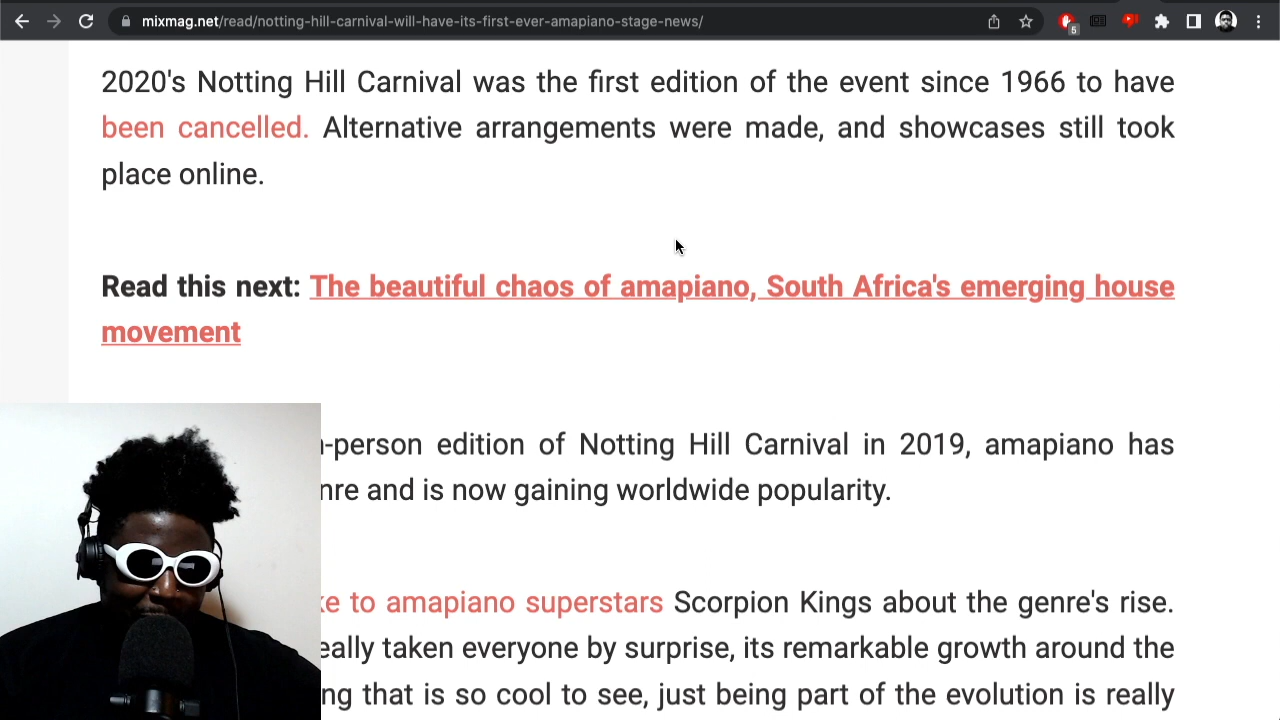 mixmag.net/read/notting-hill-carnival-will-have-its-first-ever-amapiano-stage-news/
5
2020's Notting Hill Carnival was the first edition of the event since 1966 to have
been cancelled. Alternative arrangements were made, and showcases still took
place online.
Read this next: The beautiful chaos of amapiano, South Africa's emerging house
movement
-person edition of Notting Hill Carnival in 2019, amapiano has
nre and is now gaining worldwide popularity.
ke to amapiano superstars Scorpion Kings about the genre's rise.
eally taken everyone by surprise, its remarkable growth around the
ng that is so cool to see, just being part of the evolution is really